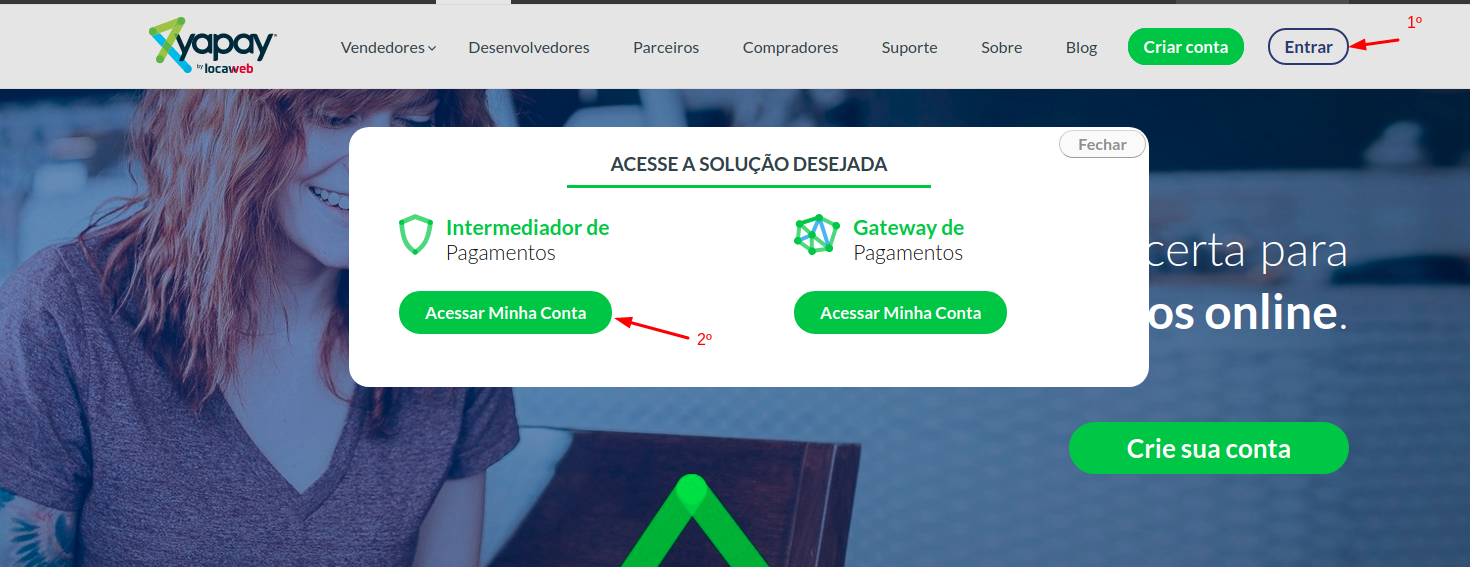 yapay
by locaweb
Vendedores
Desenvolvedores
Parceiros
Compradores
Suporte
Sobre
Blog
Criar conta
Entrar
1º
Fechar
ACESSE A SOLUÇÃO DESEJADA
Intermediador de
Pagamentos
Acessar Minha Conta
2º
Gateway de
Pagamentos
Acessar Minha Conta
certa para
os online.
Crie sua conta